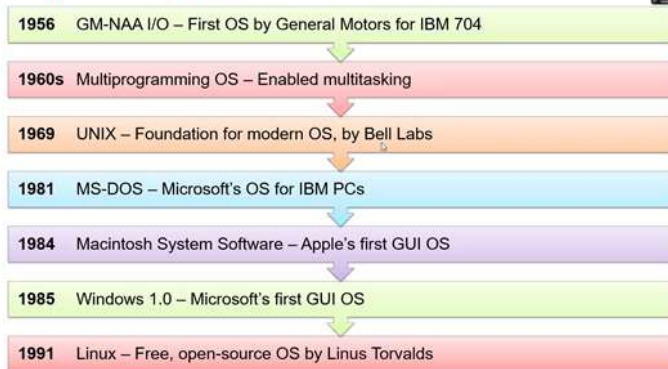 1956 GM-NAA I/O – First OS by General Motors for IBM 704
1960s Multiprogramming OS – Enabled multitasking
1969 UNIX – Foundation for modern OS, by Bell Labs
1981 MS-DOS – Microsoft's OS for IBM PCs
1984 Macintosh System Software – Apple's first GUI OS
1985 Windows 1.0 – Microsoft's first GUI OS
1991 Linux – Free, open-source OS by Linus Torvalds